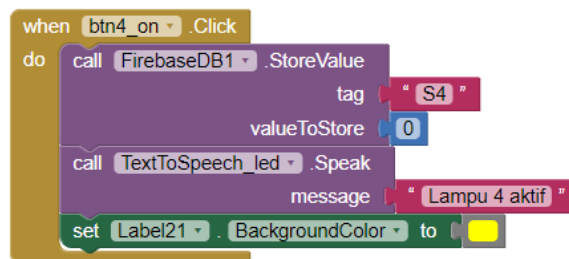 when btn4_on .Click
do call FirebaseDB1 .StoreValue
tag " S4 "
valueToStore 0
call TextToSpeech_led .Speak
message " Lampu 4 aktif "
set Label21 . BackgroundColor to